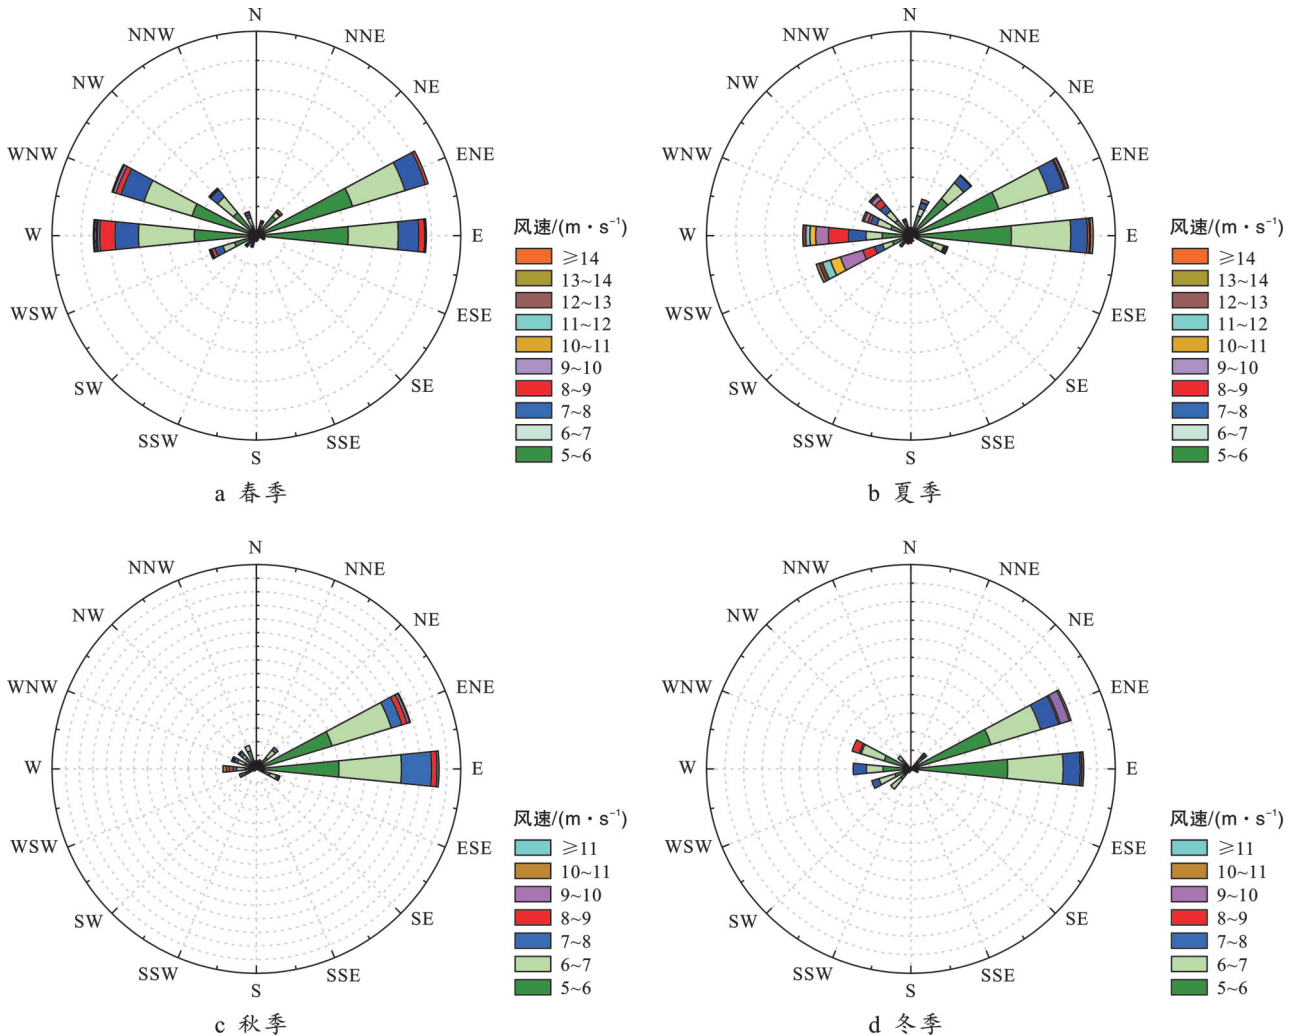 N
NNE
NE
ENE
E
ESE
SE
SSE
S
SSW
SW
WSW
W
WNW
NW
NNW
风速/(m·s⁻¹)
≥14
13~14
12~13
11~12
10~11
9~10
8~9
7~8
6~7
5~6
a 春季
N
NNE
NE
ENE
E
ESE
SE
SSE
S
SSW
SW
WSW
W
WNW
NW
NNW
风速/(m·s⁻¹)
≥14
13~14
12~13
11~12
10~11
9~10
8~9
7~8
6~7
5~6
b 夏季
N
NNE
NE
ENE
E
ESE
SE
SSE
S
SSW
SW
WSW
W
WNW
NW
NNW
风速/(m·s⁻¹)
≥11
10~11
9~10
8~9
7~8
6~7
5~6
c 秋季
N
NNE
NE
ENE
E
ESE
SE
SSE
S
SSW
SW
WSW
W
WNW
NW
NNW
风速/(m·s⁻¹)
≥11
10~11
9~10
8~9
7~8
6~7
5~6
d 冬季